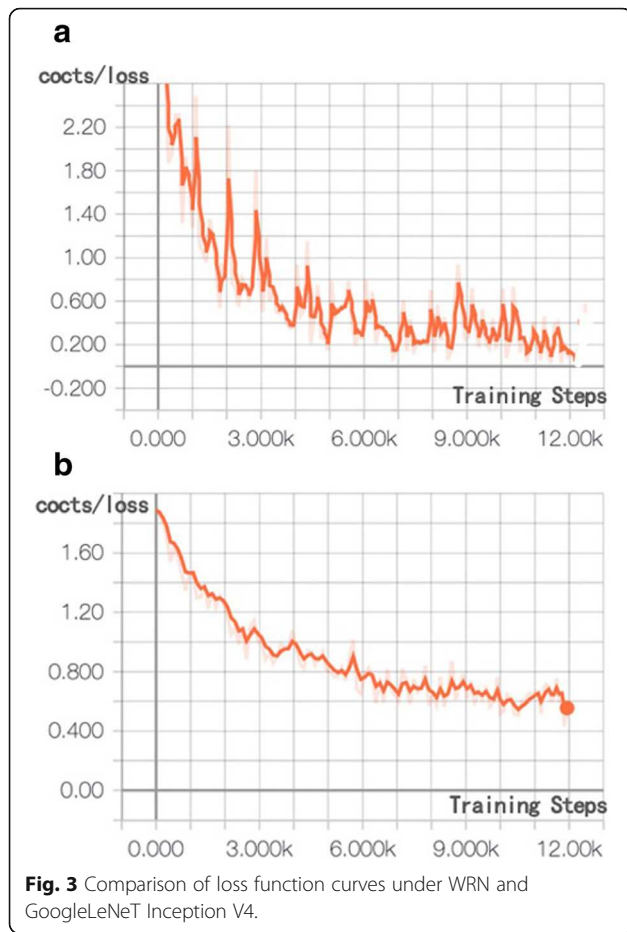 a
cocts/loss
2.20
1.80
1.40
1.00
0.600
0.200
-0.200
Training Steps
0.000 3.000k 6.000k 9.000k 12.00k
b
cocts/loss
1.60
1.20
0.800
0.400
0.00
Training Steps
0.000 3.000k 6.000k 9.000k 12.00k
Fig. 3 Comparison of loss function curves under WRN and
GoogleLeNeT Inception V4.